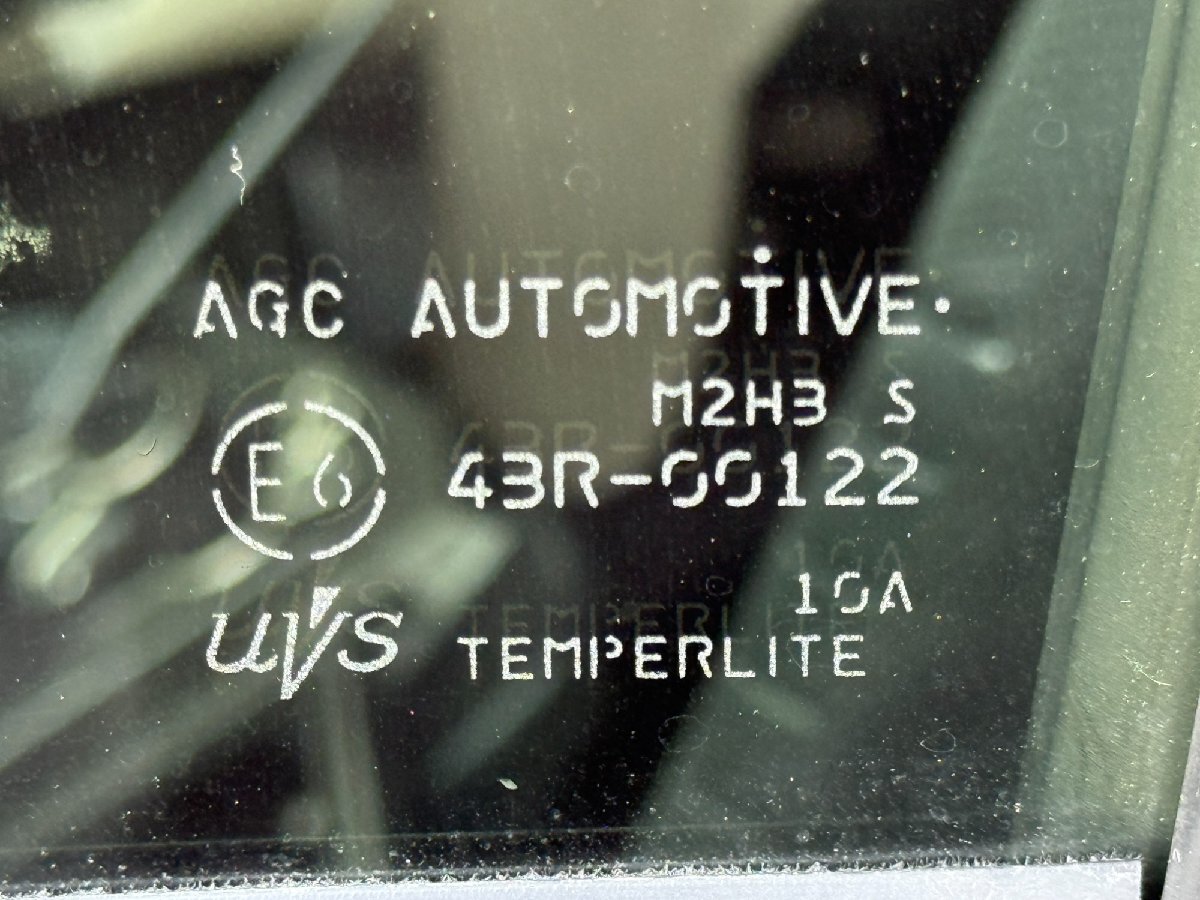 AGC AUTOMOTIVE
M2H3 S
E6 43R-00122
10A
uVs TEMPERLITE